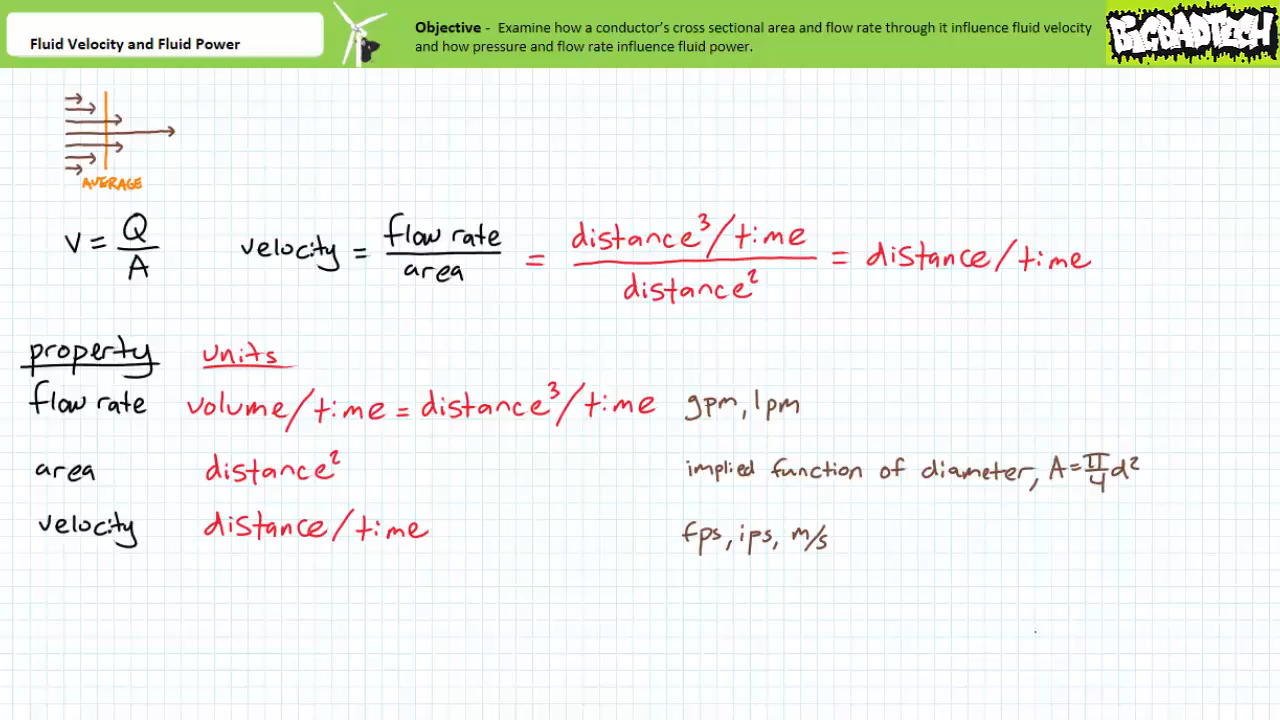 Fluid Velocity and Fluid Power
Objective - Examine how a conductor's cross sectional area and flow rate through it influence fluid velocity
and how pressure and flow rate influence fluid power.
BIGBADTECH
AVERAGE
V = Q/A velocity = flow rate/area = distance³/time / distance² = distance/time
property units
flow rate volume/time = distance³/time gpm, lpm
area distance² implied function of diameter, A = π/4 d²
velocity distance/time fps, ips, m/s